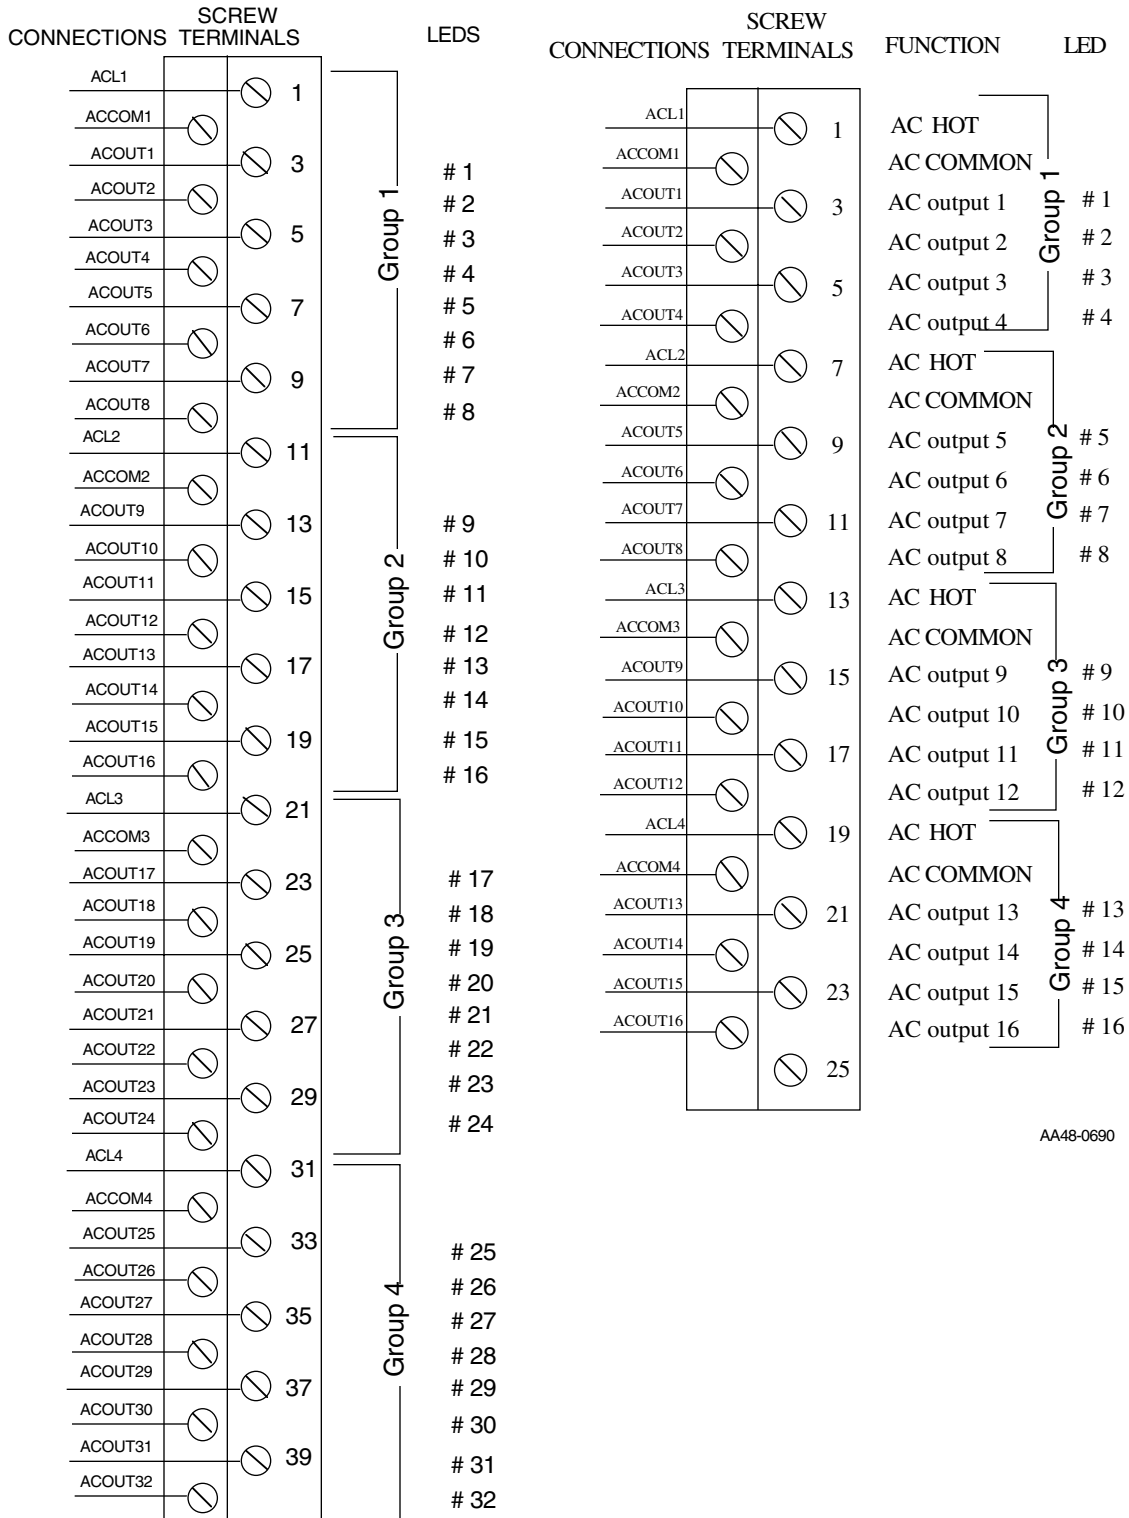 SCREW
CONNECTIONS TERMINALS
LEDS
ACL1
1
ACCOM1
ACOUT1
3
# 1
ACOUT2
# 2
ACOUT3
5
# 3
ACOUT4
# 4
ACOUT5
7
# 5
ACOUT6
# 6
ACOUT7
9
# 7
ACOUT8
# 8
Group 1
ACL2
11
ACCOM2
ACOUT9
13
# 9
ACOUT10
# 10
ACOUT11
15
# 11
ACOUT12
# 12
ACOUT13
17
# 13
ACOUT14
# 14
ACOUT15
19
# 15
ACOUT16
# 16
Group 2
ACL3
21
ACCOM3
ACOUT17
23
# 17
ACOUT18
# 18
ACOUT19
25
# 19
ACOUT20
# 20
ACOUT21
27
# 21
ACOUT22
# 22
ACOUT23
29
# 23
ACOUT24
# 24
Group 3
ACL4
31
ACCOM4
ACOUT25
33
# 25
ACOUT26
# 26
ACOUT27
35
# 27
ACOUT28
# 28
ACOUT29
37
# 29
ACOUT30
# 30
ACOUT31
39
# 31
ACOUT32
# 32
Group 4
SCREW
CONNECTIONS TERMINALS
FUNCTION
LED
ACL1
1
AC HOT
ACCOM1
AC COMMON
ACOUT1
3
AC output 1
# 1
ACOUT2
AC output 2
# 2
ACOUT3
5
AC output 3
# 3
ACOUT4
AC output 4
# 4
Group 1
ACL2
7
AC HOT
ACCOM2
AC COMMON
ACOUT5
9
AC output 5
# 5
ACOUT6
AC output 6
# 6
ACOUT7
11
AC output 7
# 7
ACOUT8
AC output 8
# 8
Group 2
ACL3
13
AC HOT
ACCOM3
AC COMMON
ACOUT9
15
AC output 9
# 9
ACOUT10
AC output 10
# 10
ACOUT11
17
AC output 11
# 11
ACOUT12
AC output 12
# 12
Group 3
ACL4
19
AC HOT
ACCOM4
AC COMMON
ACOUT13
21
AC output 13
# 13
ACOUT14
AC output 14
# 14
ACOUT15
23
AC output 15
# 15
ACOUT16
AC output 16
# 16
Group 4
25
AA48-0690